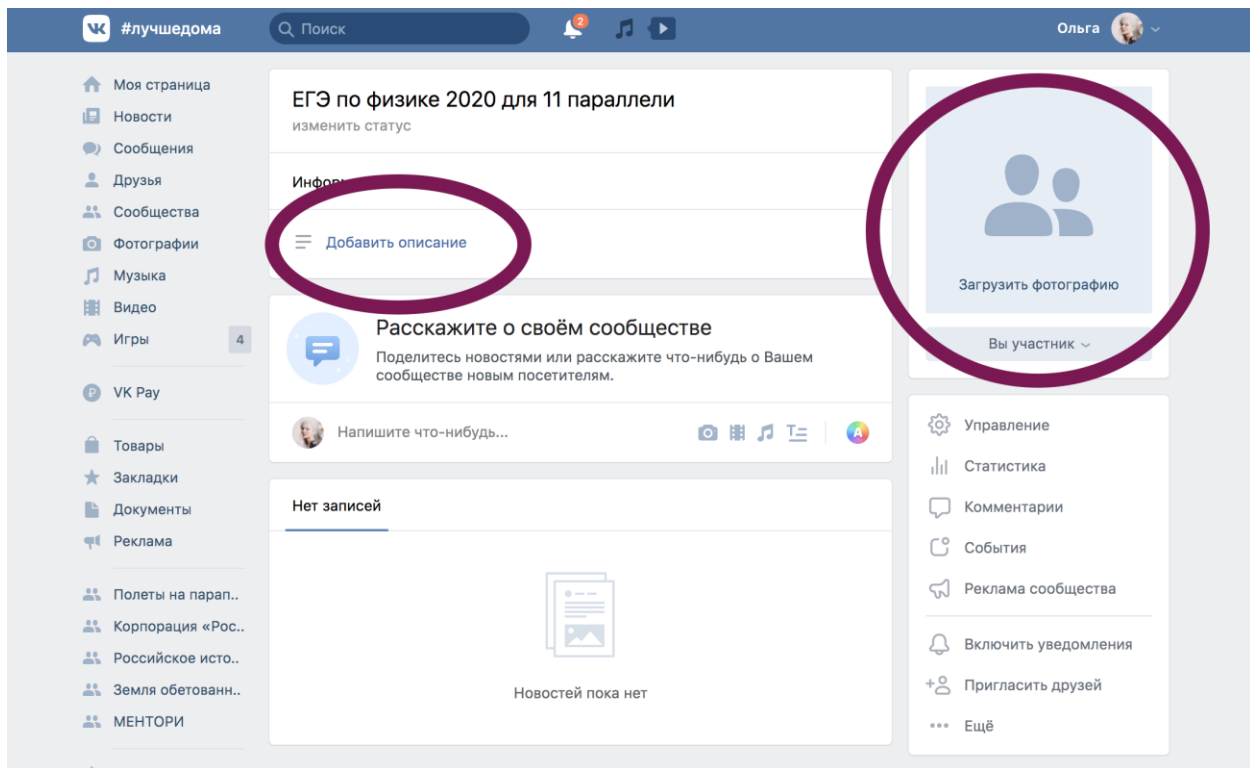 #лучшедома
Поиск
2
Ольга
Моя страница
Новости
Сообщения
Друзья
Сообщества
Фотографии
Музыка
Видео
Игры 4
VK Pay
Товары
Закладки
Документы
Реклама
Полеты на парап..
Корпорация «Рос..
Российское исто..
Земля обетованн..
МЕНТОРИ
ЕГЭ по физике 2020 для 11 параллели
изменить статус
Добавить описание
Расскажите о своём сообществе
Поделитесь новостями или расскажите что-нибудь о Вашем
сообществе новым посетителям.
Напишите что-нибудь...
A
Нет записей
Новостей пока нет
Загрузить фотографию
Вы участник
Управление
Статистика
Комментарии
События
Реклама сообщества
Включить уведомления
Пригласить друзей
Ещё